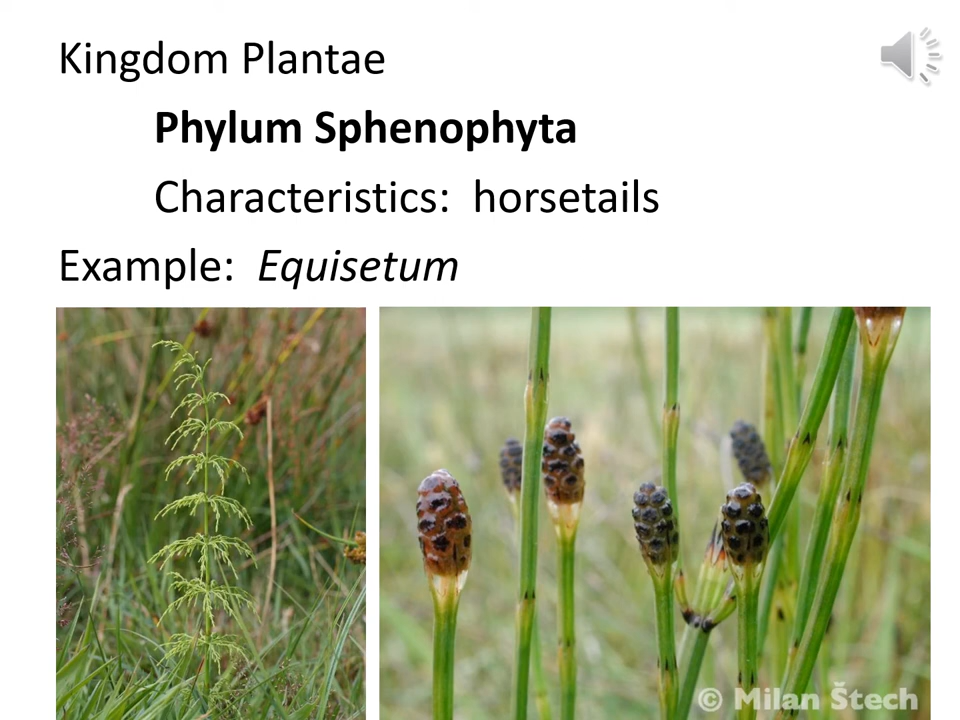 Kingdom Plantae
Phylum Sphenophyta
Characteristics: horsetails
Example: Equisetum
© Milan Štech